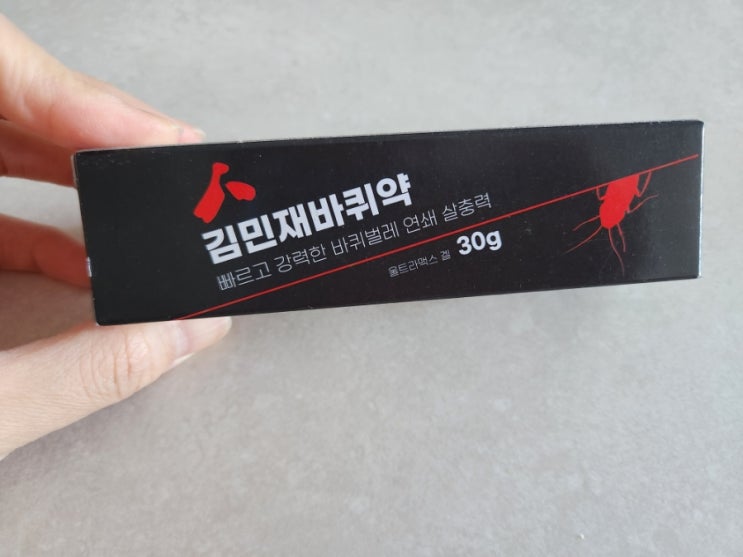 김민재바퀴약
빠르고 강력한 바퀴벌레 연쇄 살충력
울트라맥스 겔 30g